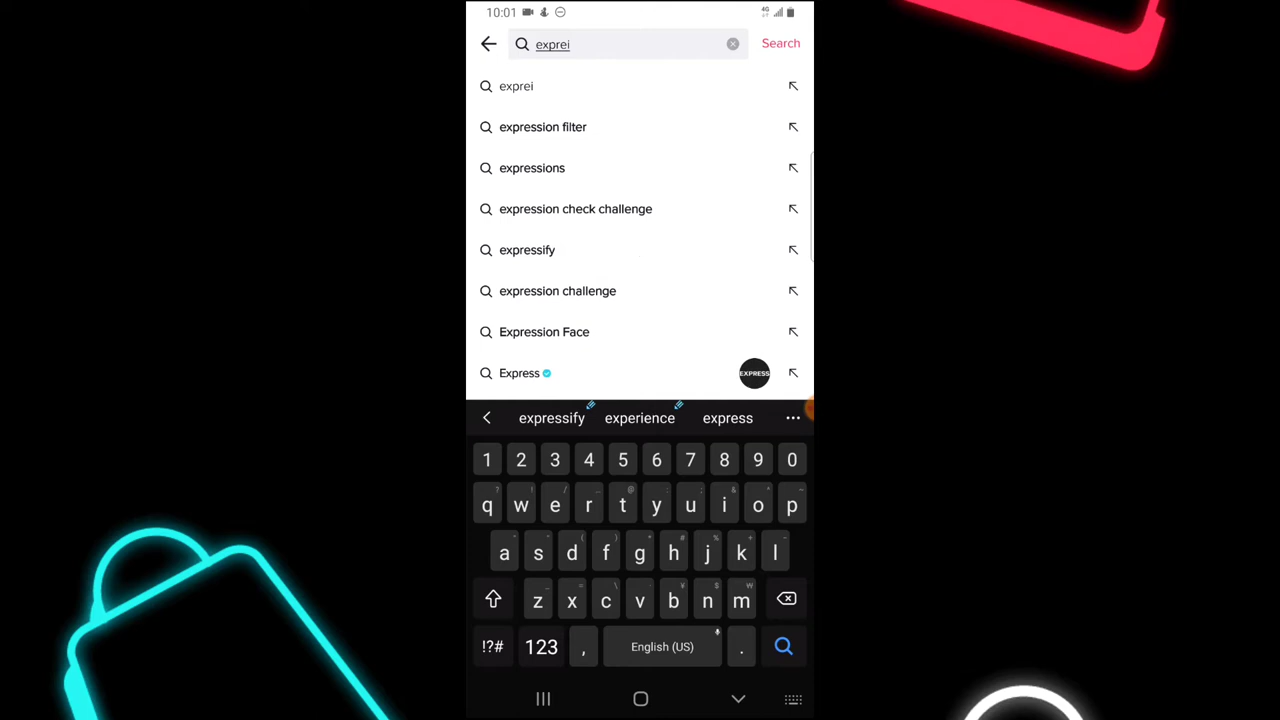 10:01 4G
exprei Search
exprei
expression filter
expressions
expression check challenge
expressify
expression challenge
Expression Face
Express EXPRESS
expressify experience express
1 2 3 4 5 6 7 8 9 0
q w e r t y u i o p
a s d f g h j k l
z x c v b n m
!?# 123 , English (US) .